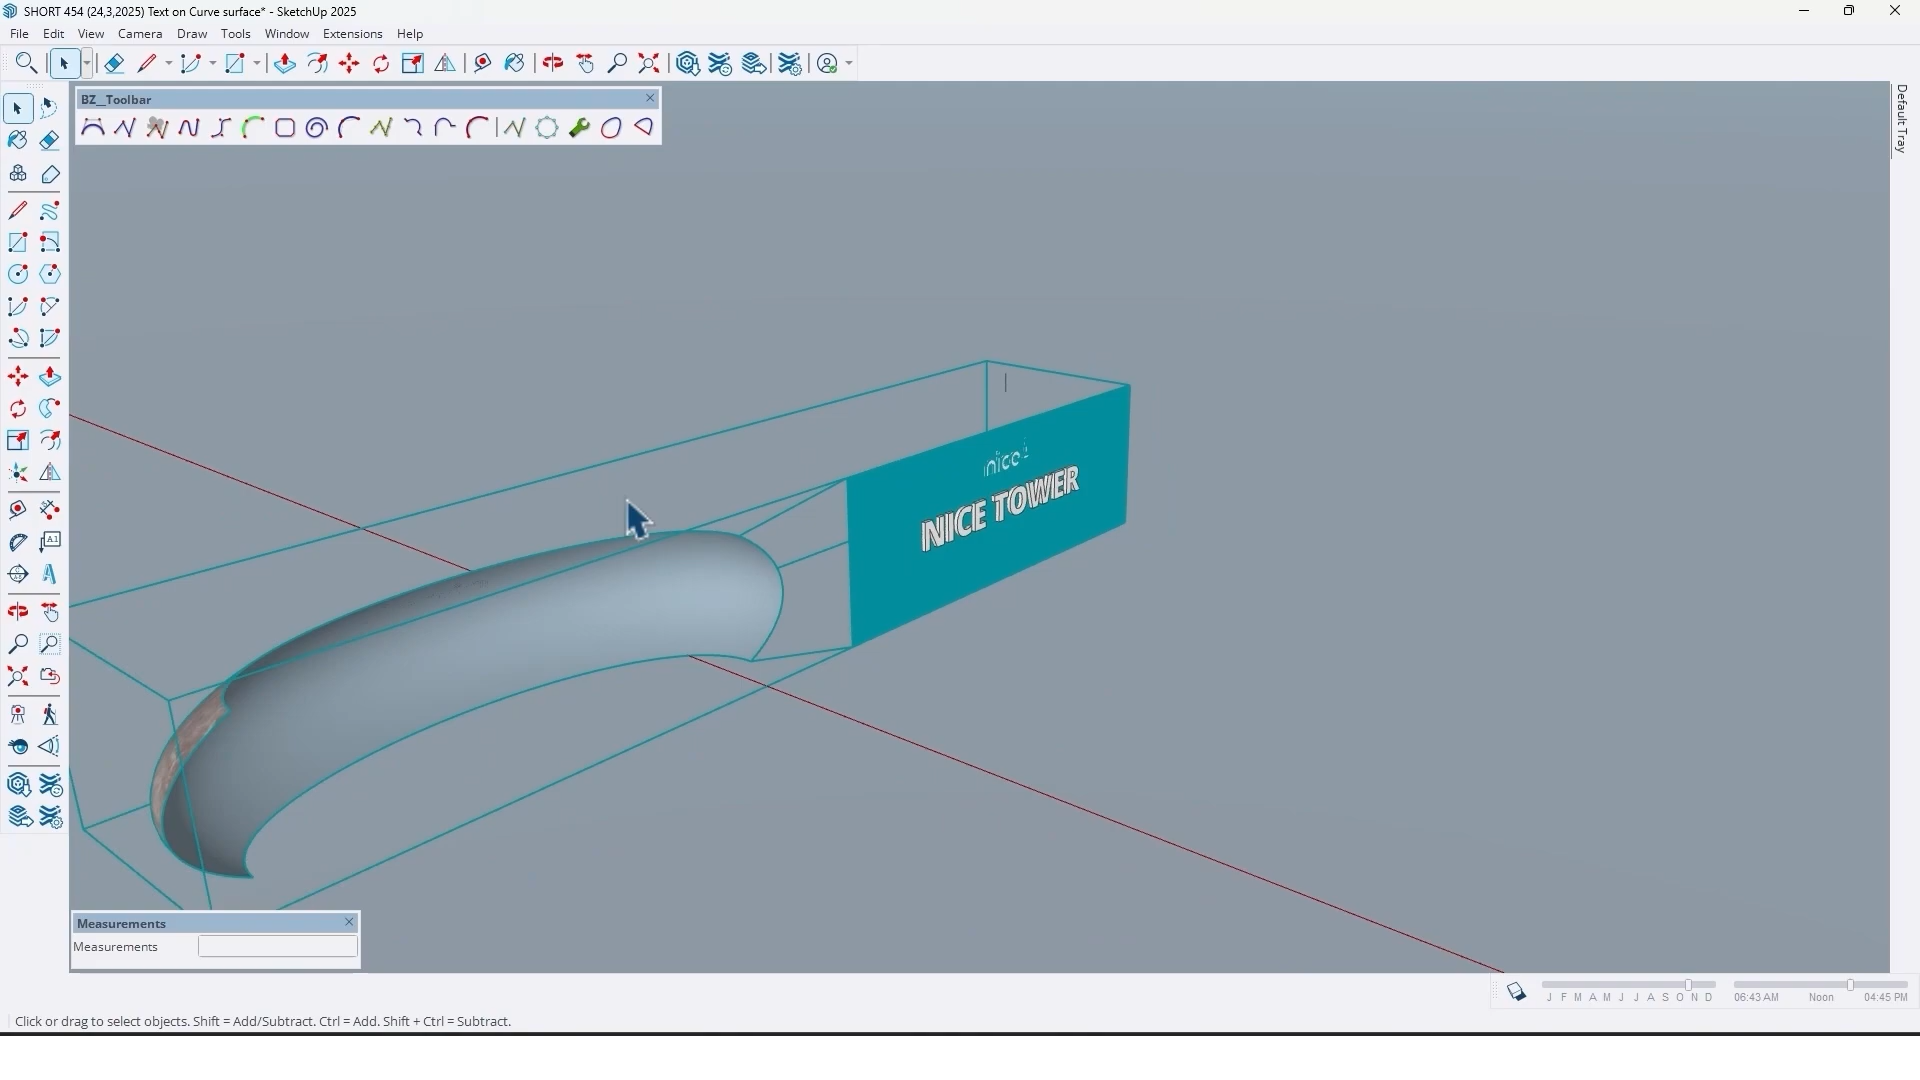 SHORT 454 (24,3,2025) Text on Curve surface* - SketchUp 2025
File Edit View Camera Draw Tools Window Extensions Help
BZ__Toolbar
Default Tray
A1
nice
NICE TOWER
Measurements
Measurements
J F M A M J J A S O N D 06:43 AM Noon 04:45 PM
Click or drag to select objects. Shift = Add/Subtract. Ctrl = Add. Shift + Ctrl = Subtract.